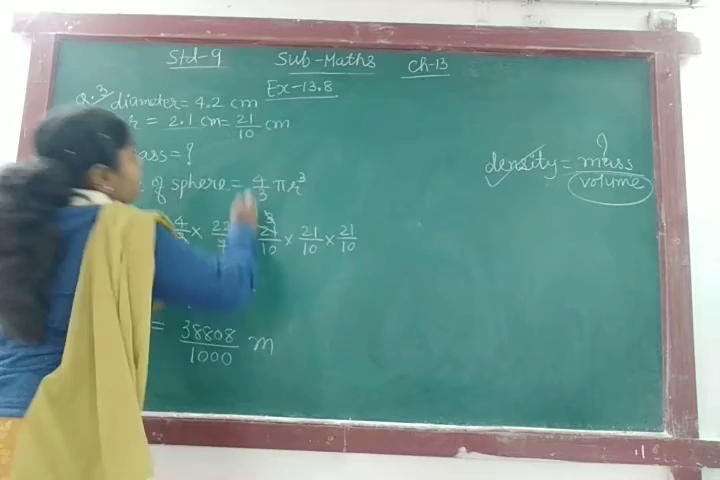 Std-9 Sub-Maths Ch-13
Ex-13.8
Q.3 diameter = 4.2 cm
r = 2.1 cm = 21/10 cm
ass = ?
of sphere = 4/3 πr³
4/3 × 22/7 21/10 × 21/10 × 21/10
= 38808/1000 m
?
density = mass/volume